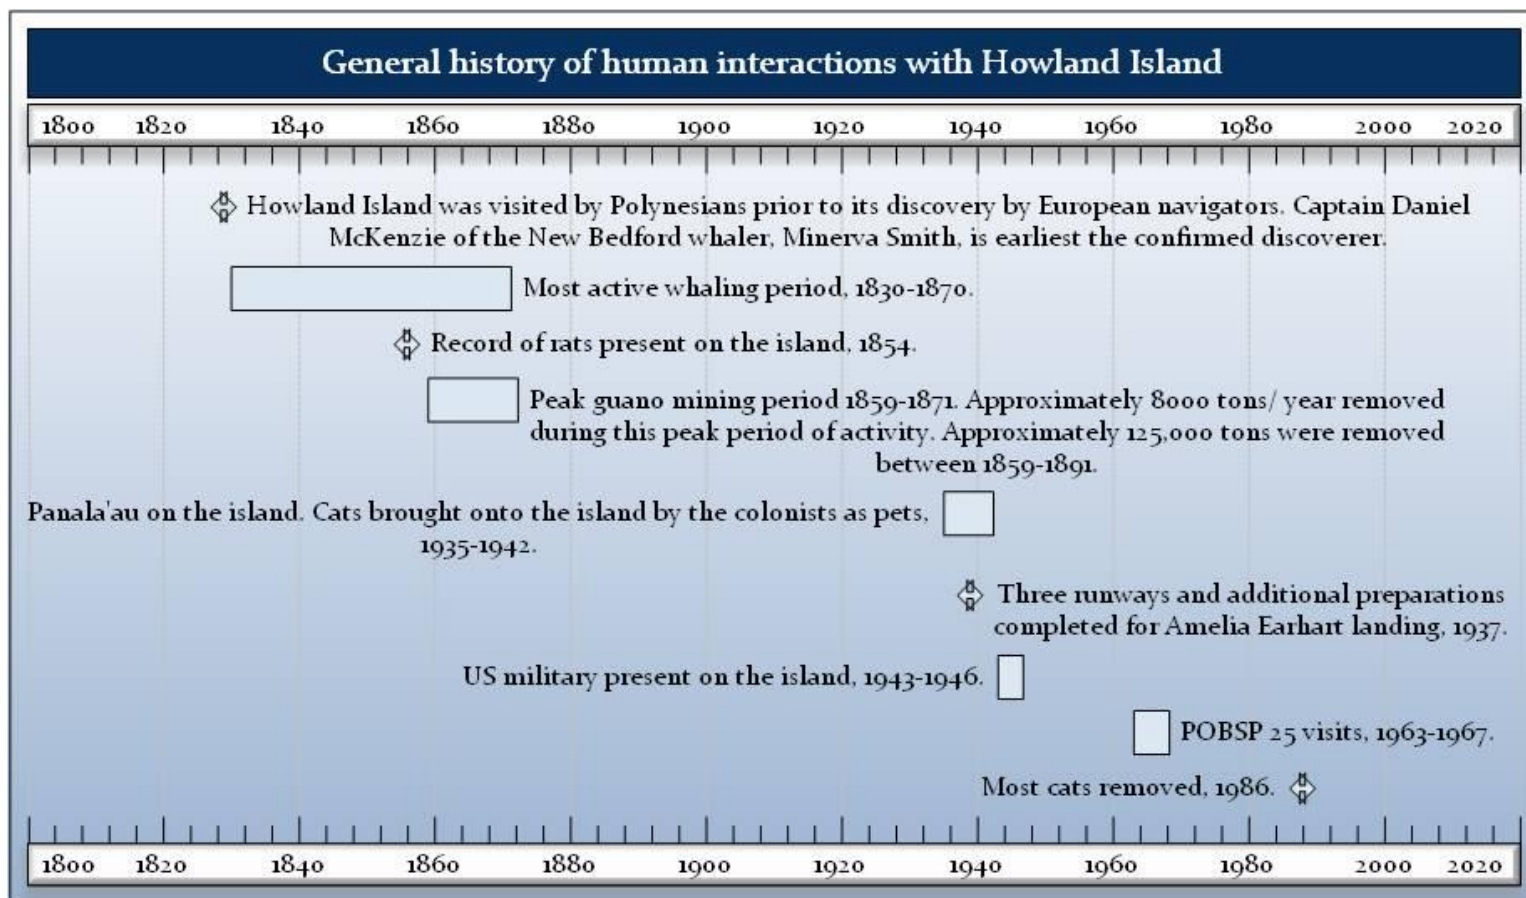 General history of human interactions with Howland Island
1800 1820 1840 1860 1880 1900 1920 1940 1960 1980 2000 2020
Howland Island was visited by Polynesians prior to its discovery by European navigators. Captain Daniel
McKenzie of the New Bedford whaler, Minerva Smith, is earliest the confirmed discoverer.
Most active whaling period, 1830-1870.
Record of rats present on the island, 1854.
Peak guano mining period 1859-1871. Approximately 8000 tons/ year removed
during this peak period of activity. Approximately 125,000 tons were removed
between 1859-1891.
Panala'au on the island. Cats brought onto the island by the colonists as pets,
1935-1942.
Three runways and additional preparations
completed for Amelia Earhart landing, 1937.
US military present on the island, 1943-1946.
POBSP 25 visits, 1963-1967.
Most cats removed, 1986.
1800 1820 1840 1860 1880 1900 1920 1940 1960 1980 2000 2020